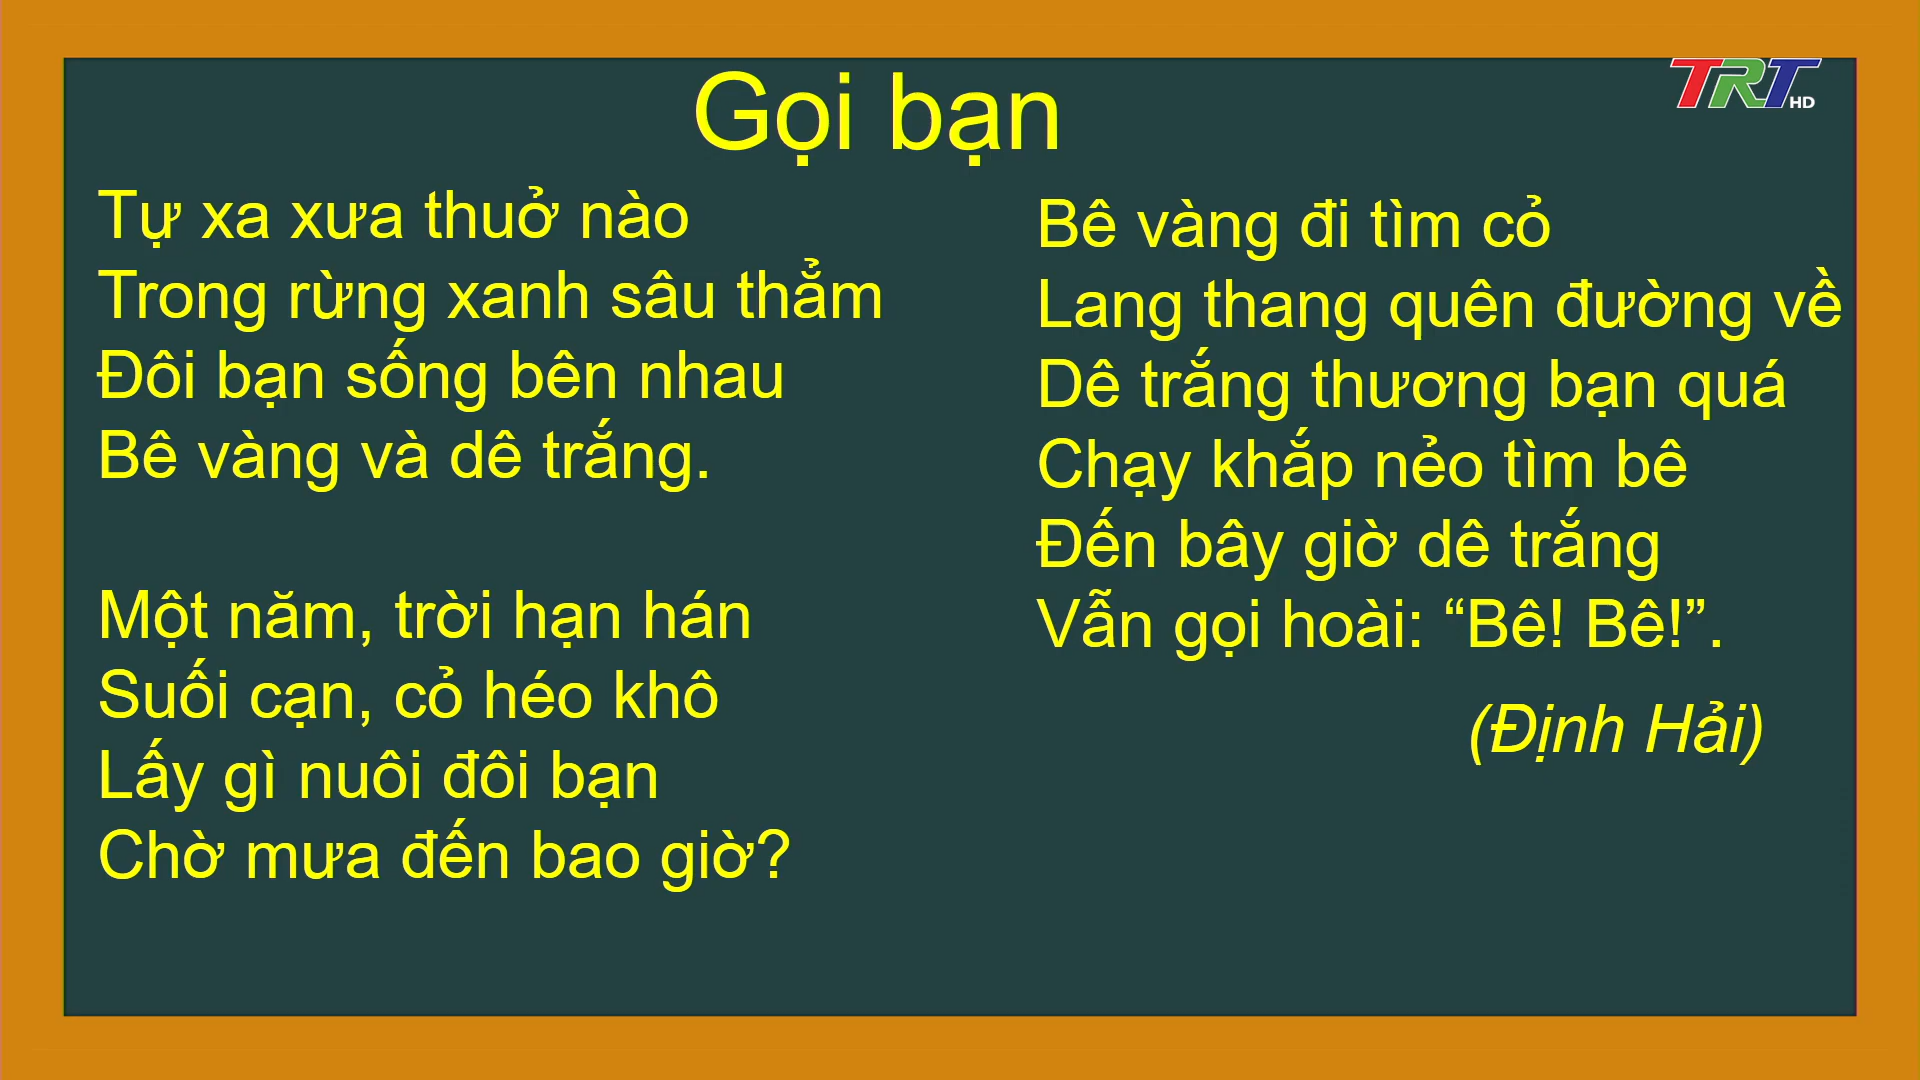 TRT HD
Gọi bạn
Tự xa xưa thuở nào
Trong rừng xanh sâu thẳm
Đôi bạn sống bên nhau
Bê vàng và dê trắng.
Một năm, trời hạn hán
Suối cạn, cỏ héo khô
Lấy gì nuôi đôi bạn
Chờ mưa đến bao giờ?
Bê vàng đi tìm cỏ
Lang thang quên đường về
Dê trắng thương bạn quá
Chạy khắp nẻo tìm bê
Đến bây giờ dê trắng
Vẫn gọi hoài: “Bê! Bê!”.
(Định Hải)